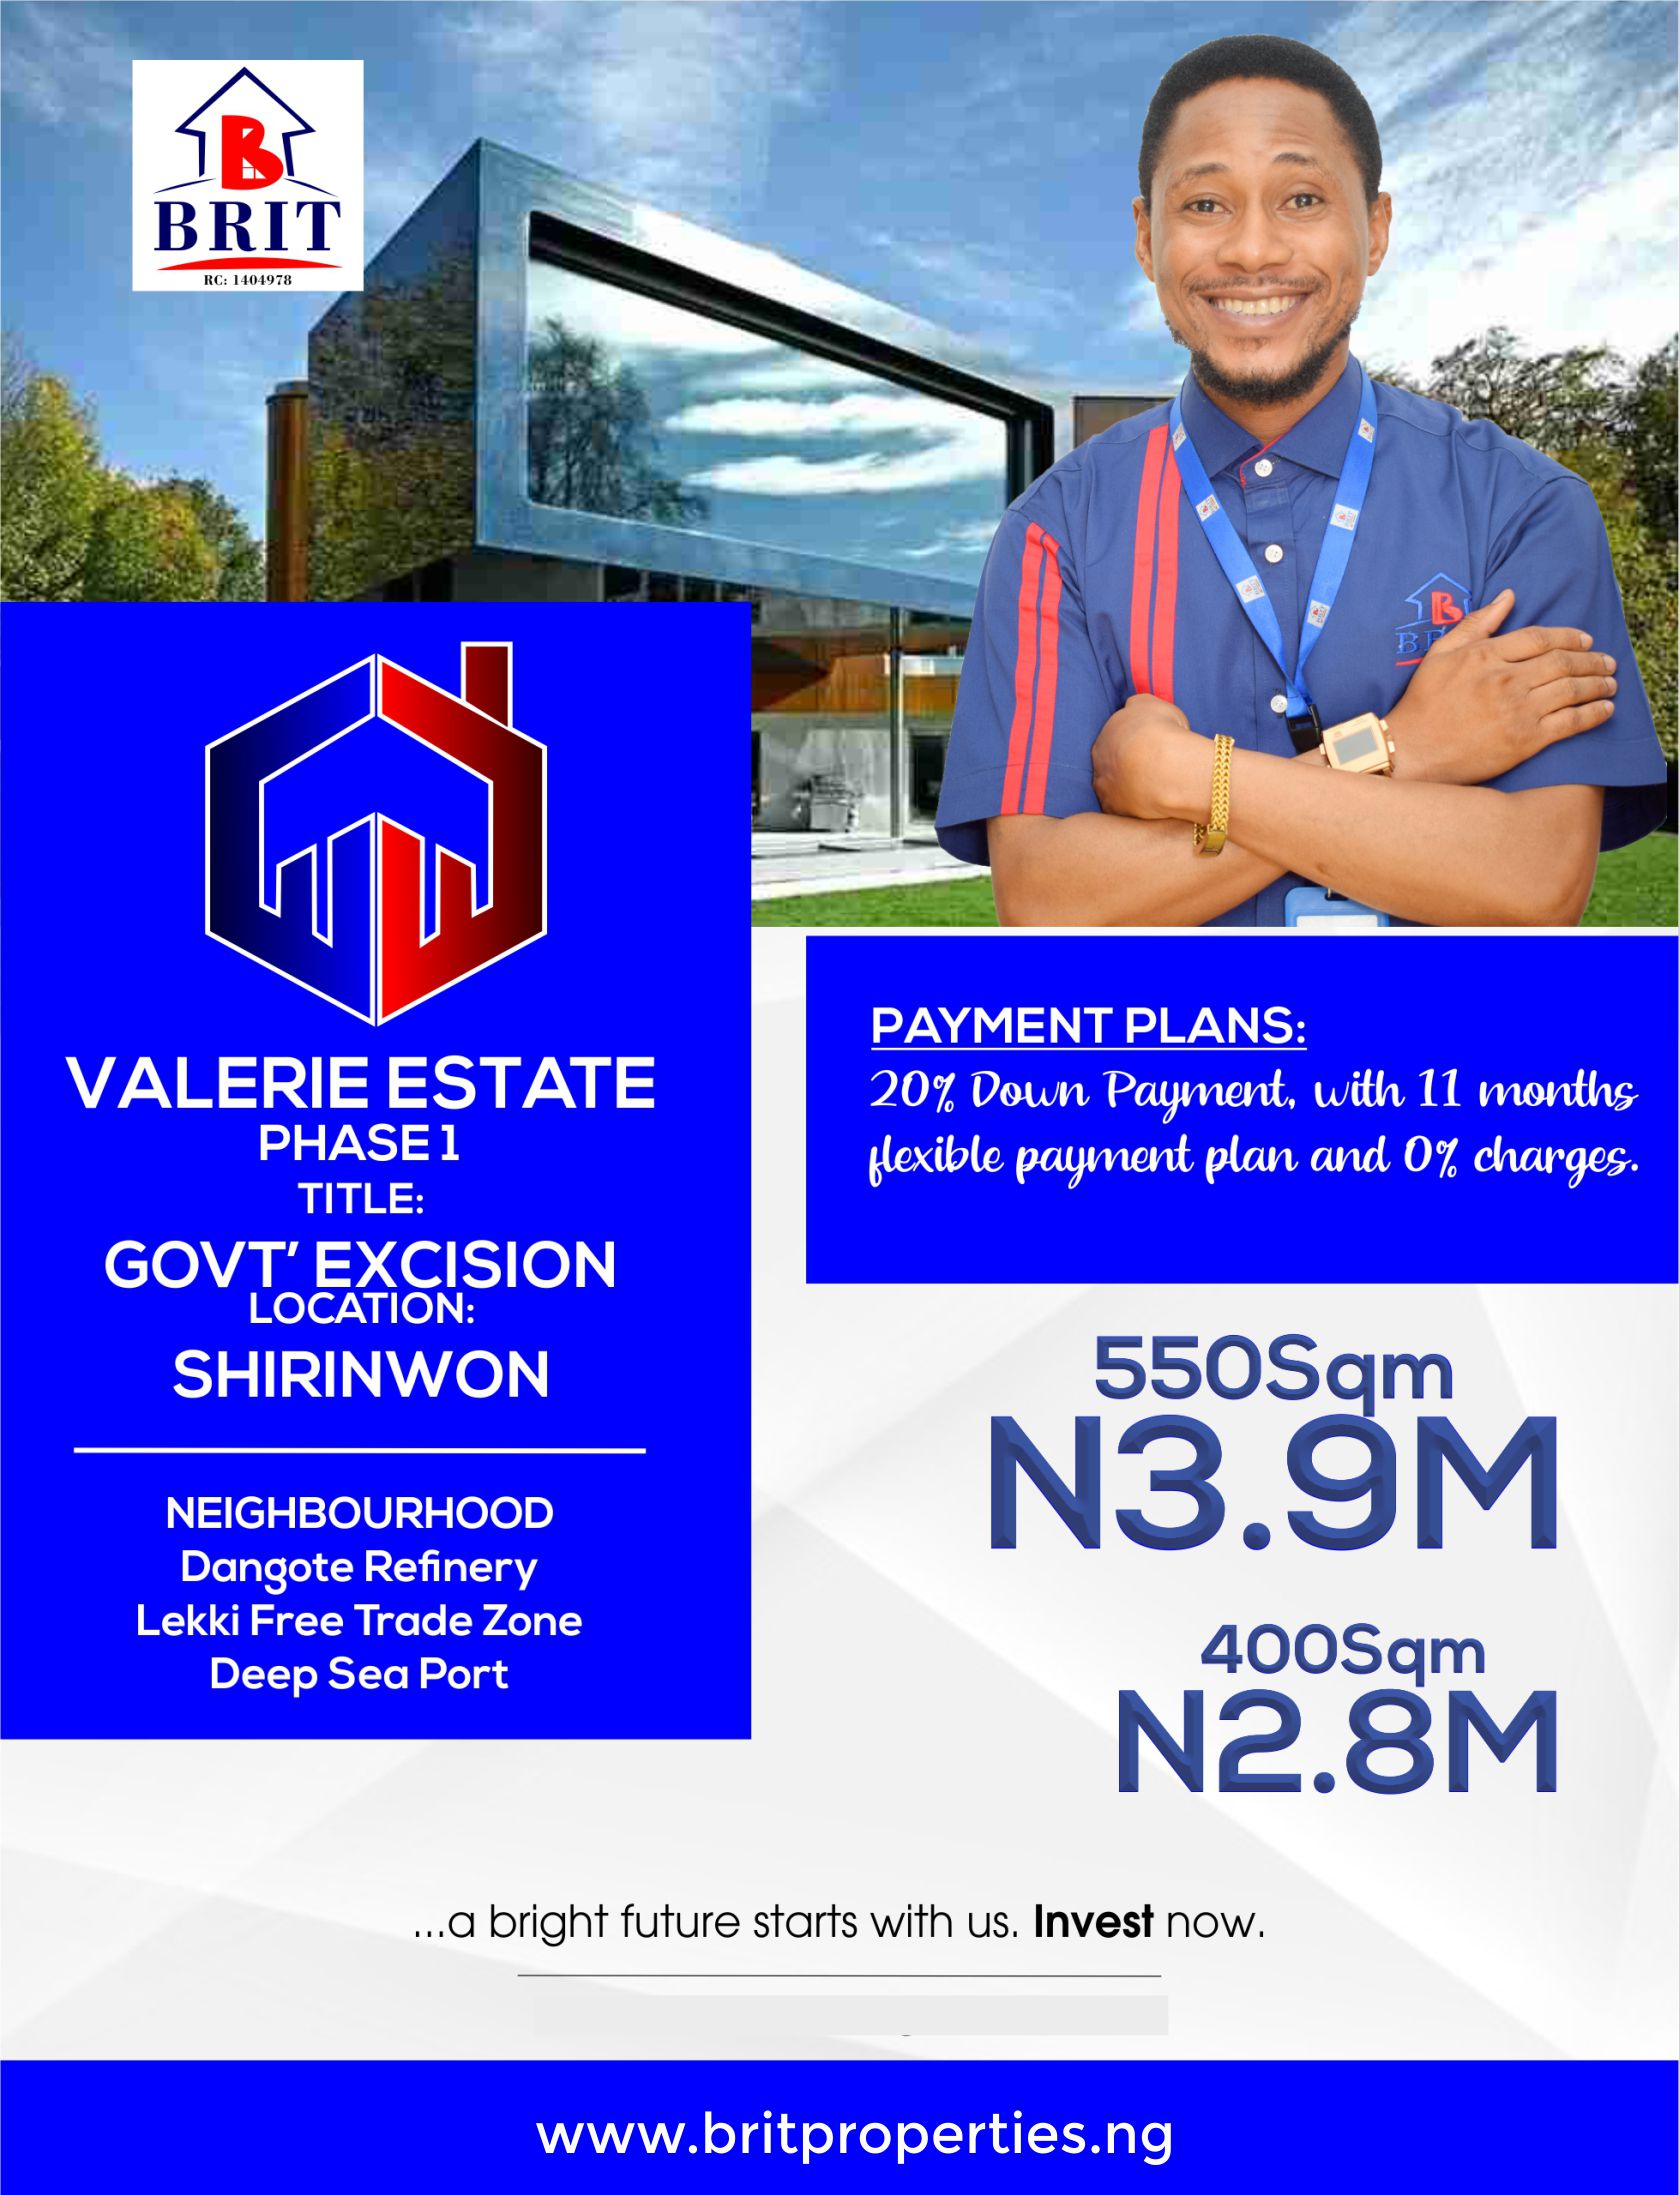 B
BRIT
RC: 1404978
B
VALERIE ESTATE
PHASE 1
TITLE:
GOVT' EXCISION
LOCATION:
SHIRINWON
NEIGHBOURHOOD
Dangote Refinery
Lekki Free Trade Zone
Deep Sea Port
PAYMENT PLANS:
20% Down Payment, with 11 months
flexible payment plan and 0% charges.
550Sqm
N3.9M
400Sqm
N2.8M
...a bright future starts with us. Invest now.
www.britproperties.ng